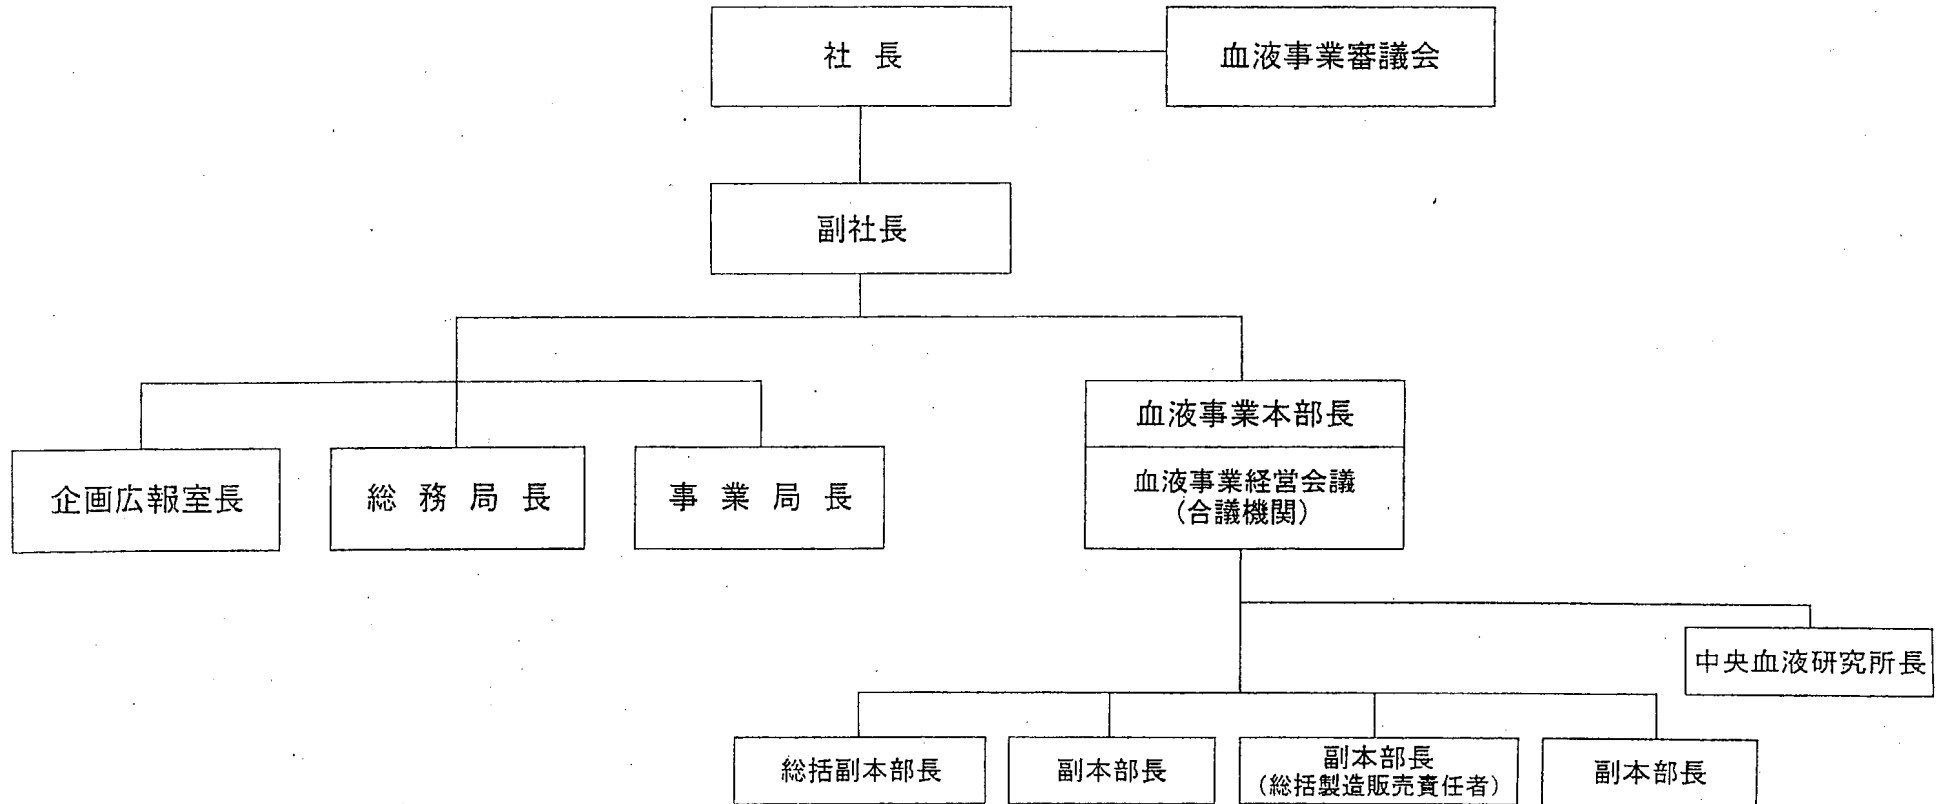 社長
血液事業審議会
副社長
血液事業本部長
血液事業経営会議
（合議機関）
企画広報室長
総務局長
事業局長
中央血液研究所長
総括副本部長
副本部長
副本部長
（総括製造販売責任者）
副本部長